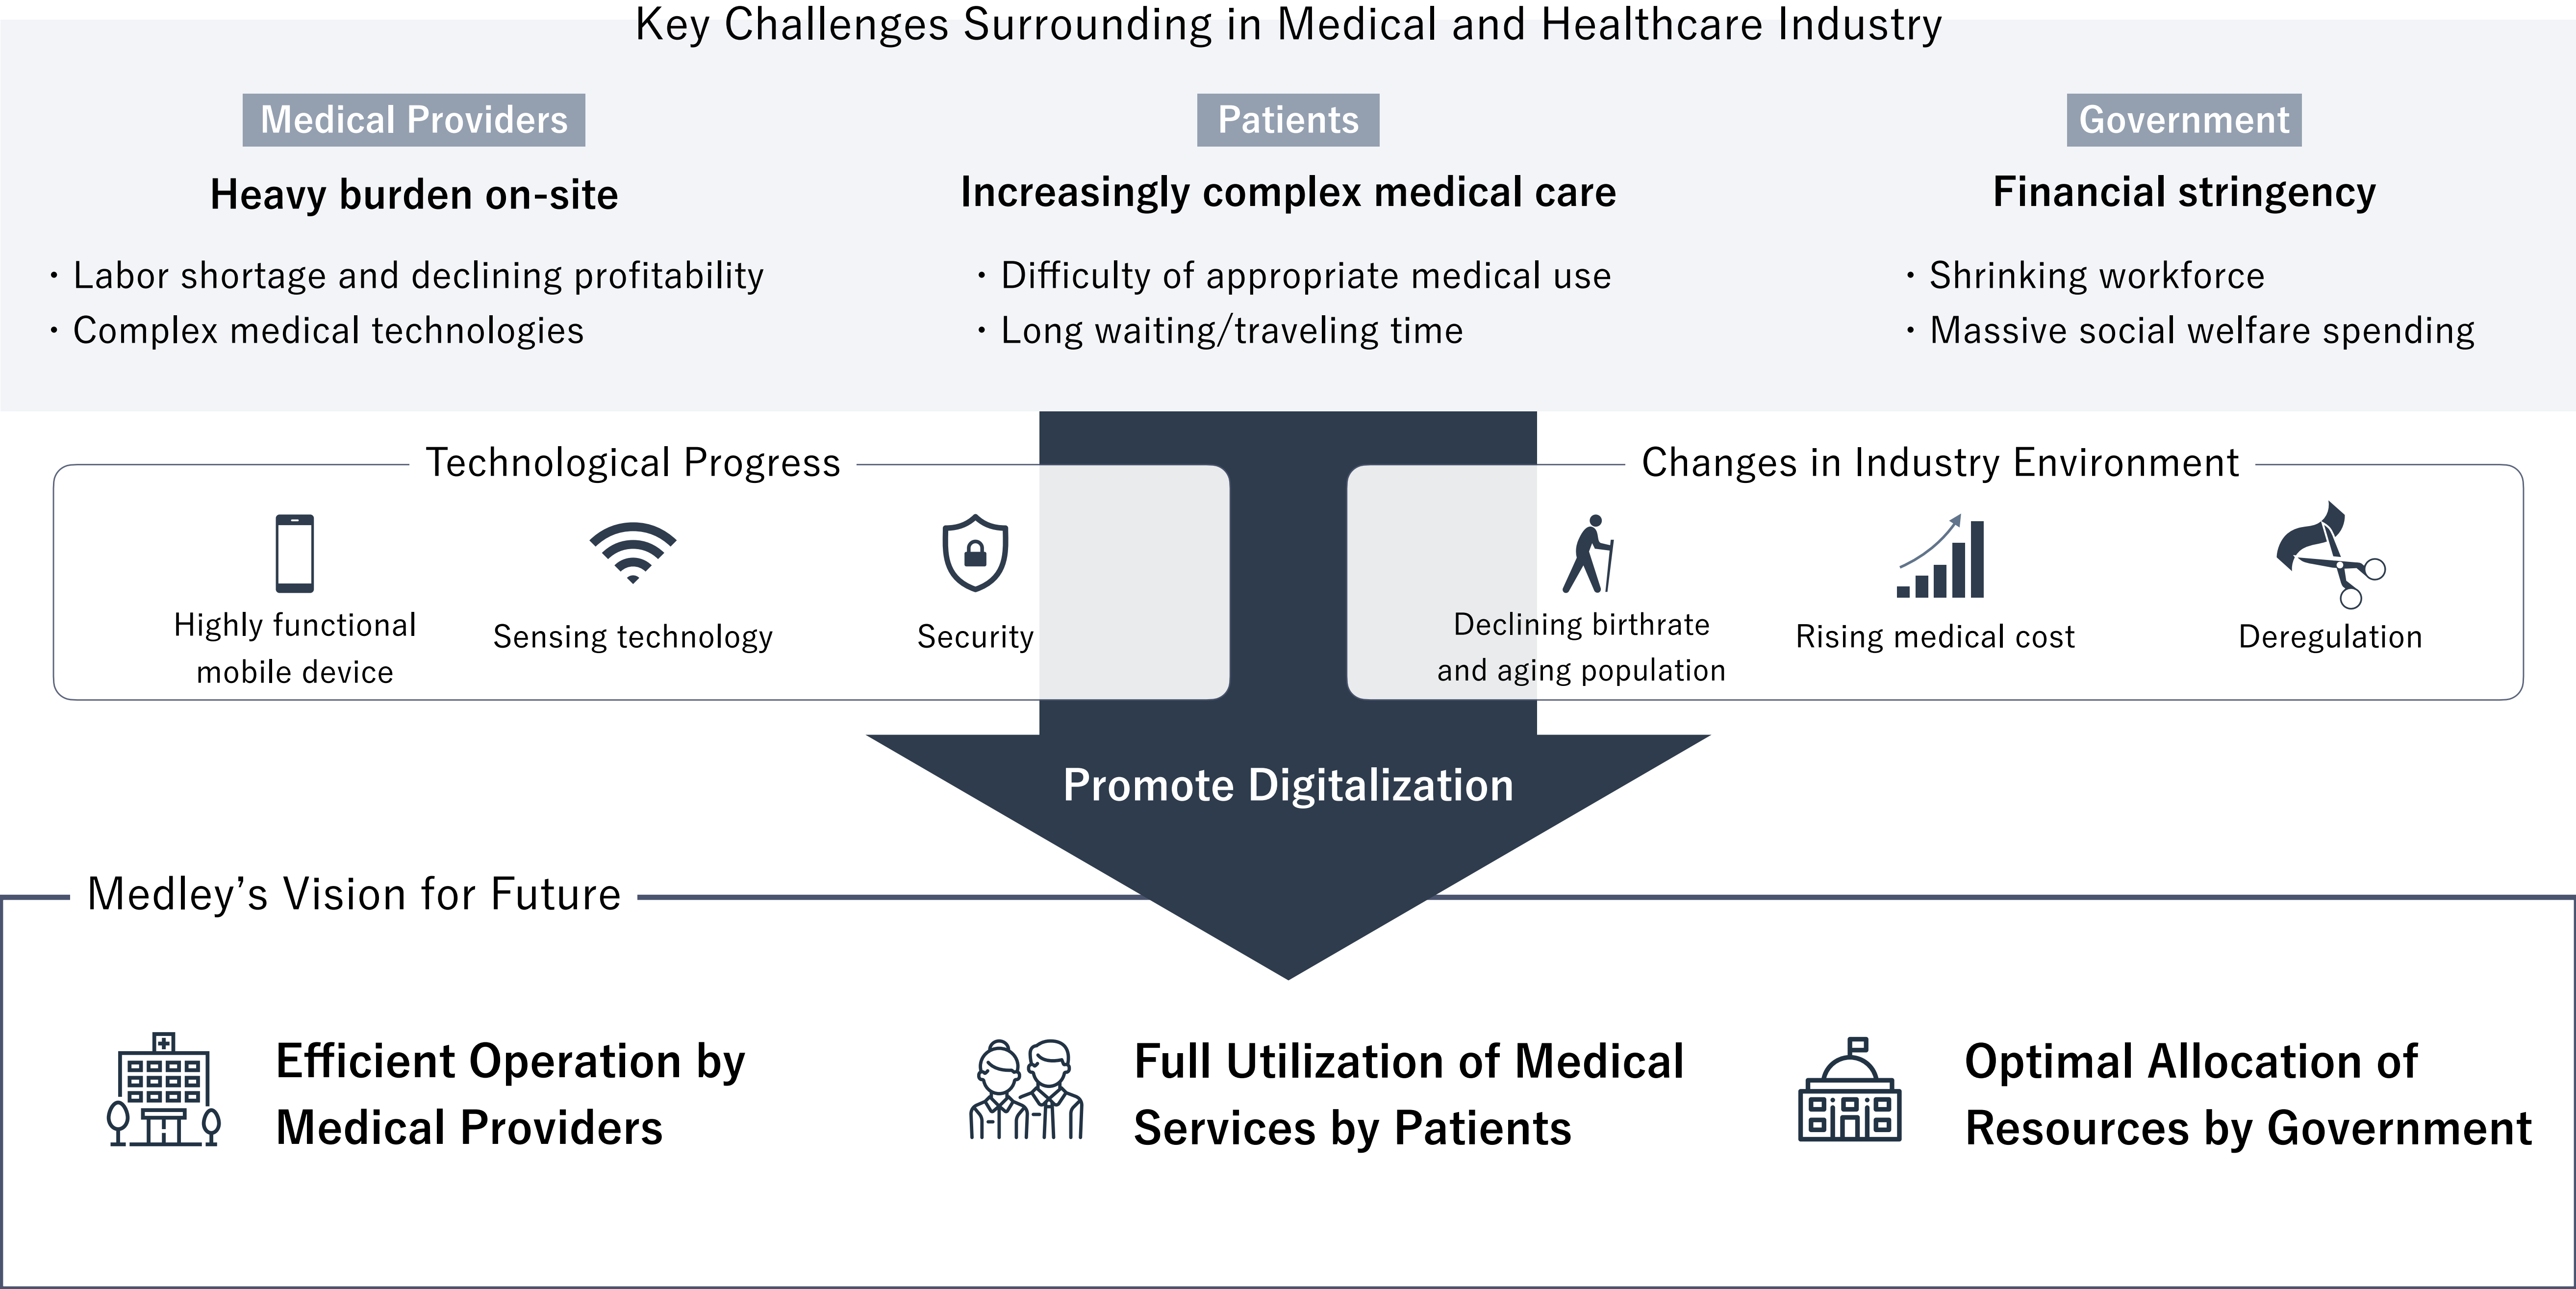 Key Challenges Surrounding in Medical and Healthcare Industry
Medical Providers
Heavy burden on-site
・Labor shortage and declining profitability
・Complex medical technologies
Patients
Increasingly complex medical care
・Difficulty of appropriate medical use
・Long waiting/traveling time
Government
Financial stringency
・Shrinking workforce
・Massive social welfare spending
Technological Progress
Highly functional
mobile device
Sensing technology
Security
Changes in Industry Environment
Declining birthrate
and aging population
Rising medical cost
Deregulation
Promote Digitalization
Medley’s Vision for Future
Efficient Operation by
Medical Providers
Full Utilization of Medical
Services by Patients
Optimal Allocation of
Resources by Government